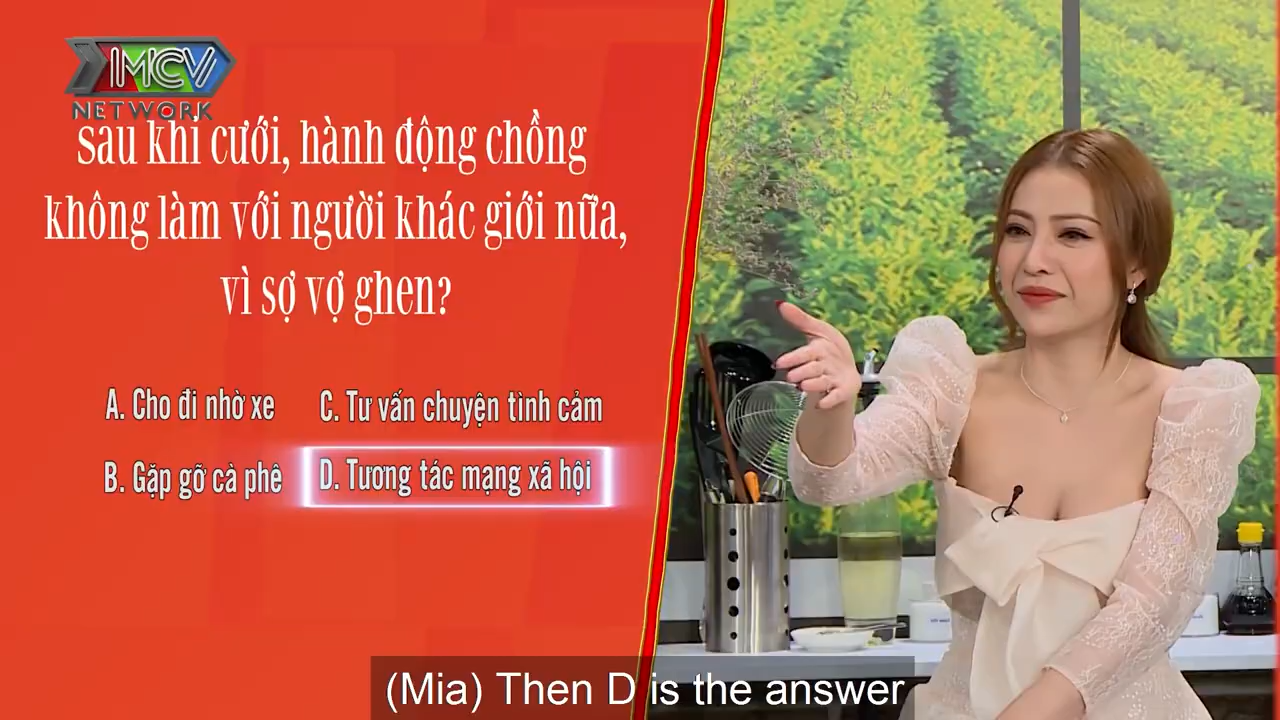 MCV
NETWORK
sau khi cưới, hành động chồng
không làm với người khác giới nữa,
vì sợ vợ ghen?
A. Cho đi nhờ xe
C. Tư vấn chuyện tình cảm
B. Gặp gỡ cà phê
D. Tương tác mạng xã hội
(Mia) Then D is the answer